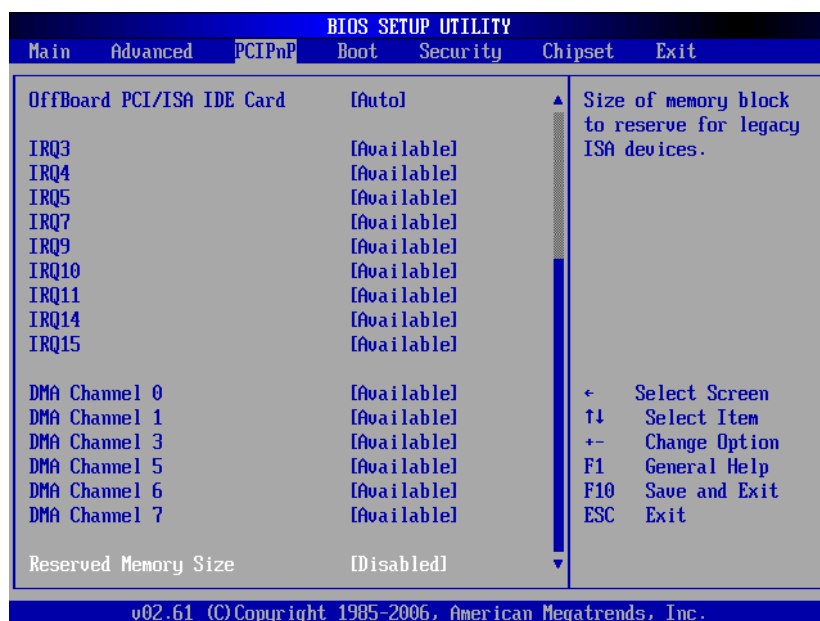 BIOS SETUP UTILITY
Main Advanced PCIPnP Boot Security Chipset Exit
OffBoard PCI/ISA IDE Card [Auto]
IRQ3 [Available]
IRQ4 [Available]
IRQ5 [Available]
IRQ7 [Available]
IRQ9 [Available]
IRQ10 [Available]
IRQ11 [Available]
IRQ14 [Available]
IRQ15 [Available]
DMA Channel 0 [Available]
DMA Channel 1 [Available]
DMA Channel 3 [Available]
DMA Channel 5 [Available]
DMA Channel 6 [Available]
DMA Channel 7 [Available]
Reserved Memory Size [Disabled]
Size of memory block
to reserve for legacy
ISA devices.
← Select Screen
↑↓ Select Item
+- Change Option
F1 General Help
F10 Save and Exit
ESC Exit
v02.61 (C)Copyright 1985-2006, American Megatrends, Inc.